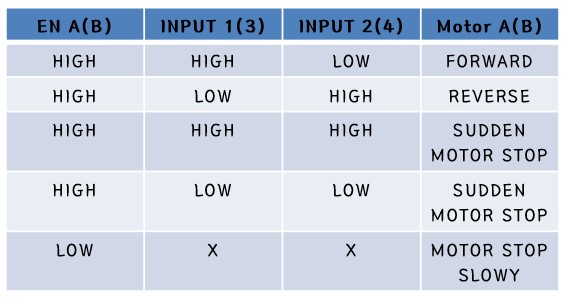 EN A(B) INPUT 1(3) INPUT 2(4) Motor A(B)
HIGH HIGH LOW FORWARD
HIGH LOW HIGH REVERSE
HIGH HIGH HIGH SUDDEN
MOTOR STOP
HIGH LOW LOW SUDDEN
MOTOR STOP
LOW X X MOTOR STOP
SLOWY